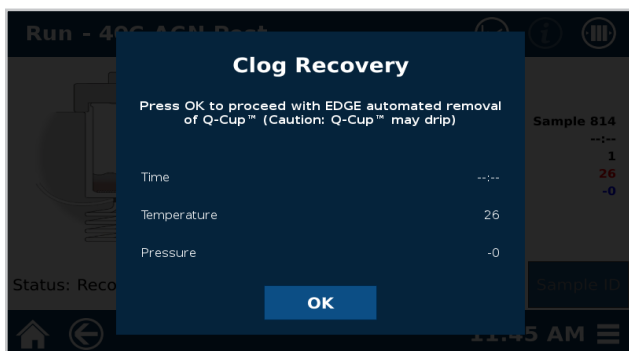 Run - 40
Clog Recovery
Press OK to proceed with EDGE automated removal
of Q-Cup™ (Caution: Q-Cup™ may drip)
Sample 814
--:--
1
26
-0
Time --:--
Temperature 26
Pressure -0
Status: Reco
Sample ID
OK
11:45 AM